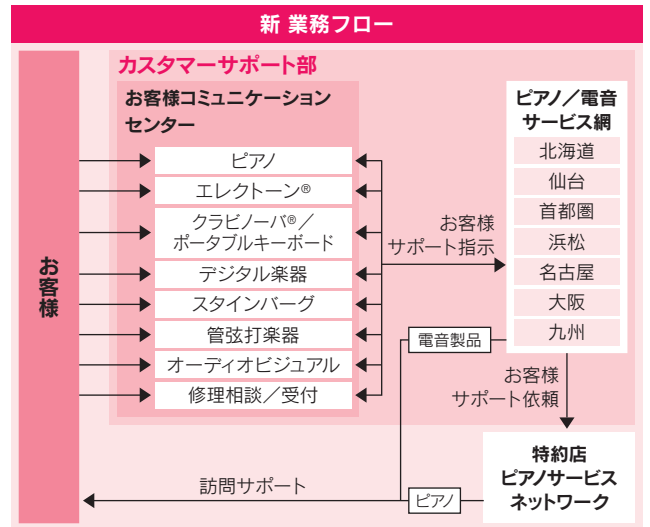 新 業務フロー
カスタマーサポート部
お客様コミュニケーション
センター
ピアノ
エレクトーン®
クラビノーバ®／
ポータブルキーボード
デジタル楽器
スタインバーグ
管弦打楽器
オーディオビジュアル
修理相談／受付
お客様
お客様
サポート指示
ピアノ／電音
サービス網
北海道
仙台
首都圏
浜松
名古屋
大阪
九州
電音製品
お客様
サポート依頼
特約店
ピアノサービス
ネットワーク
ピアノ
訪問サポート